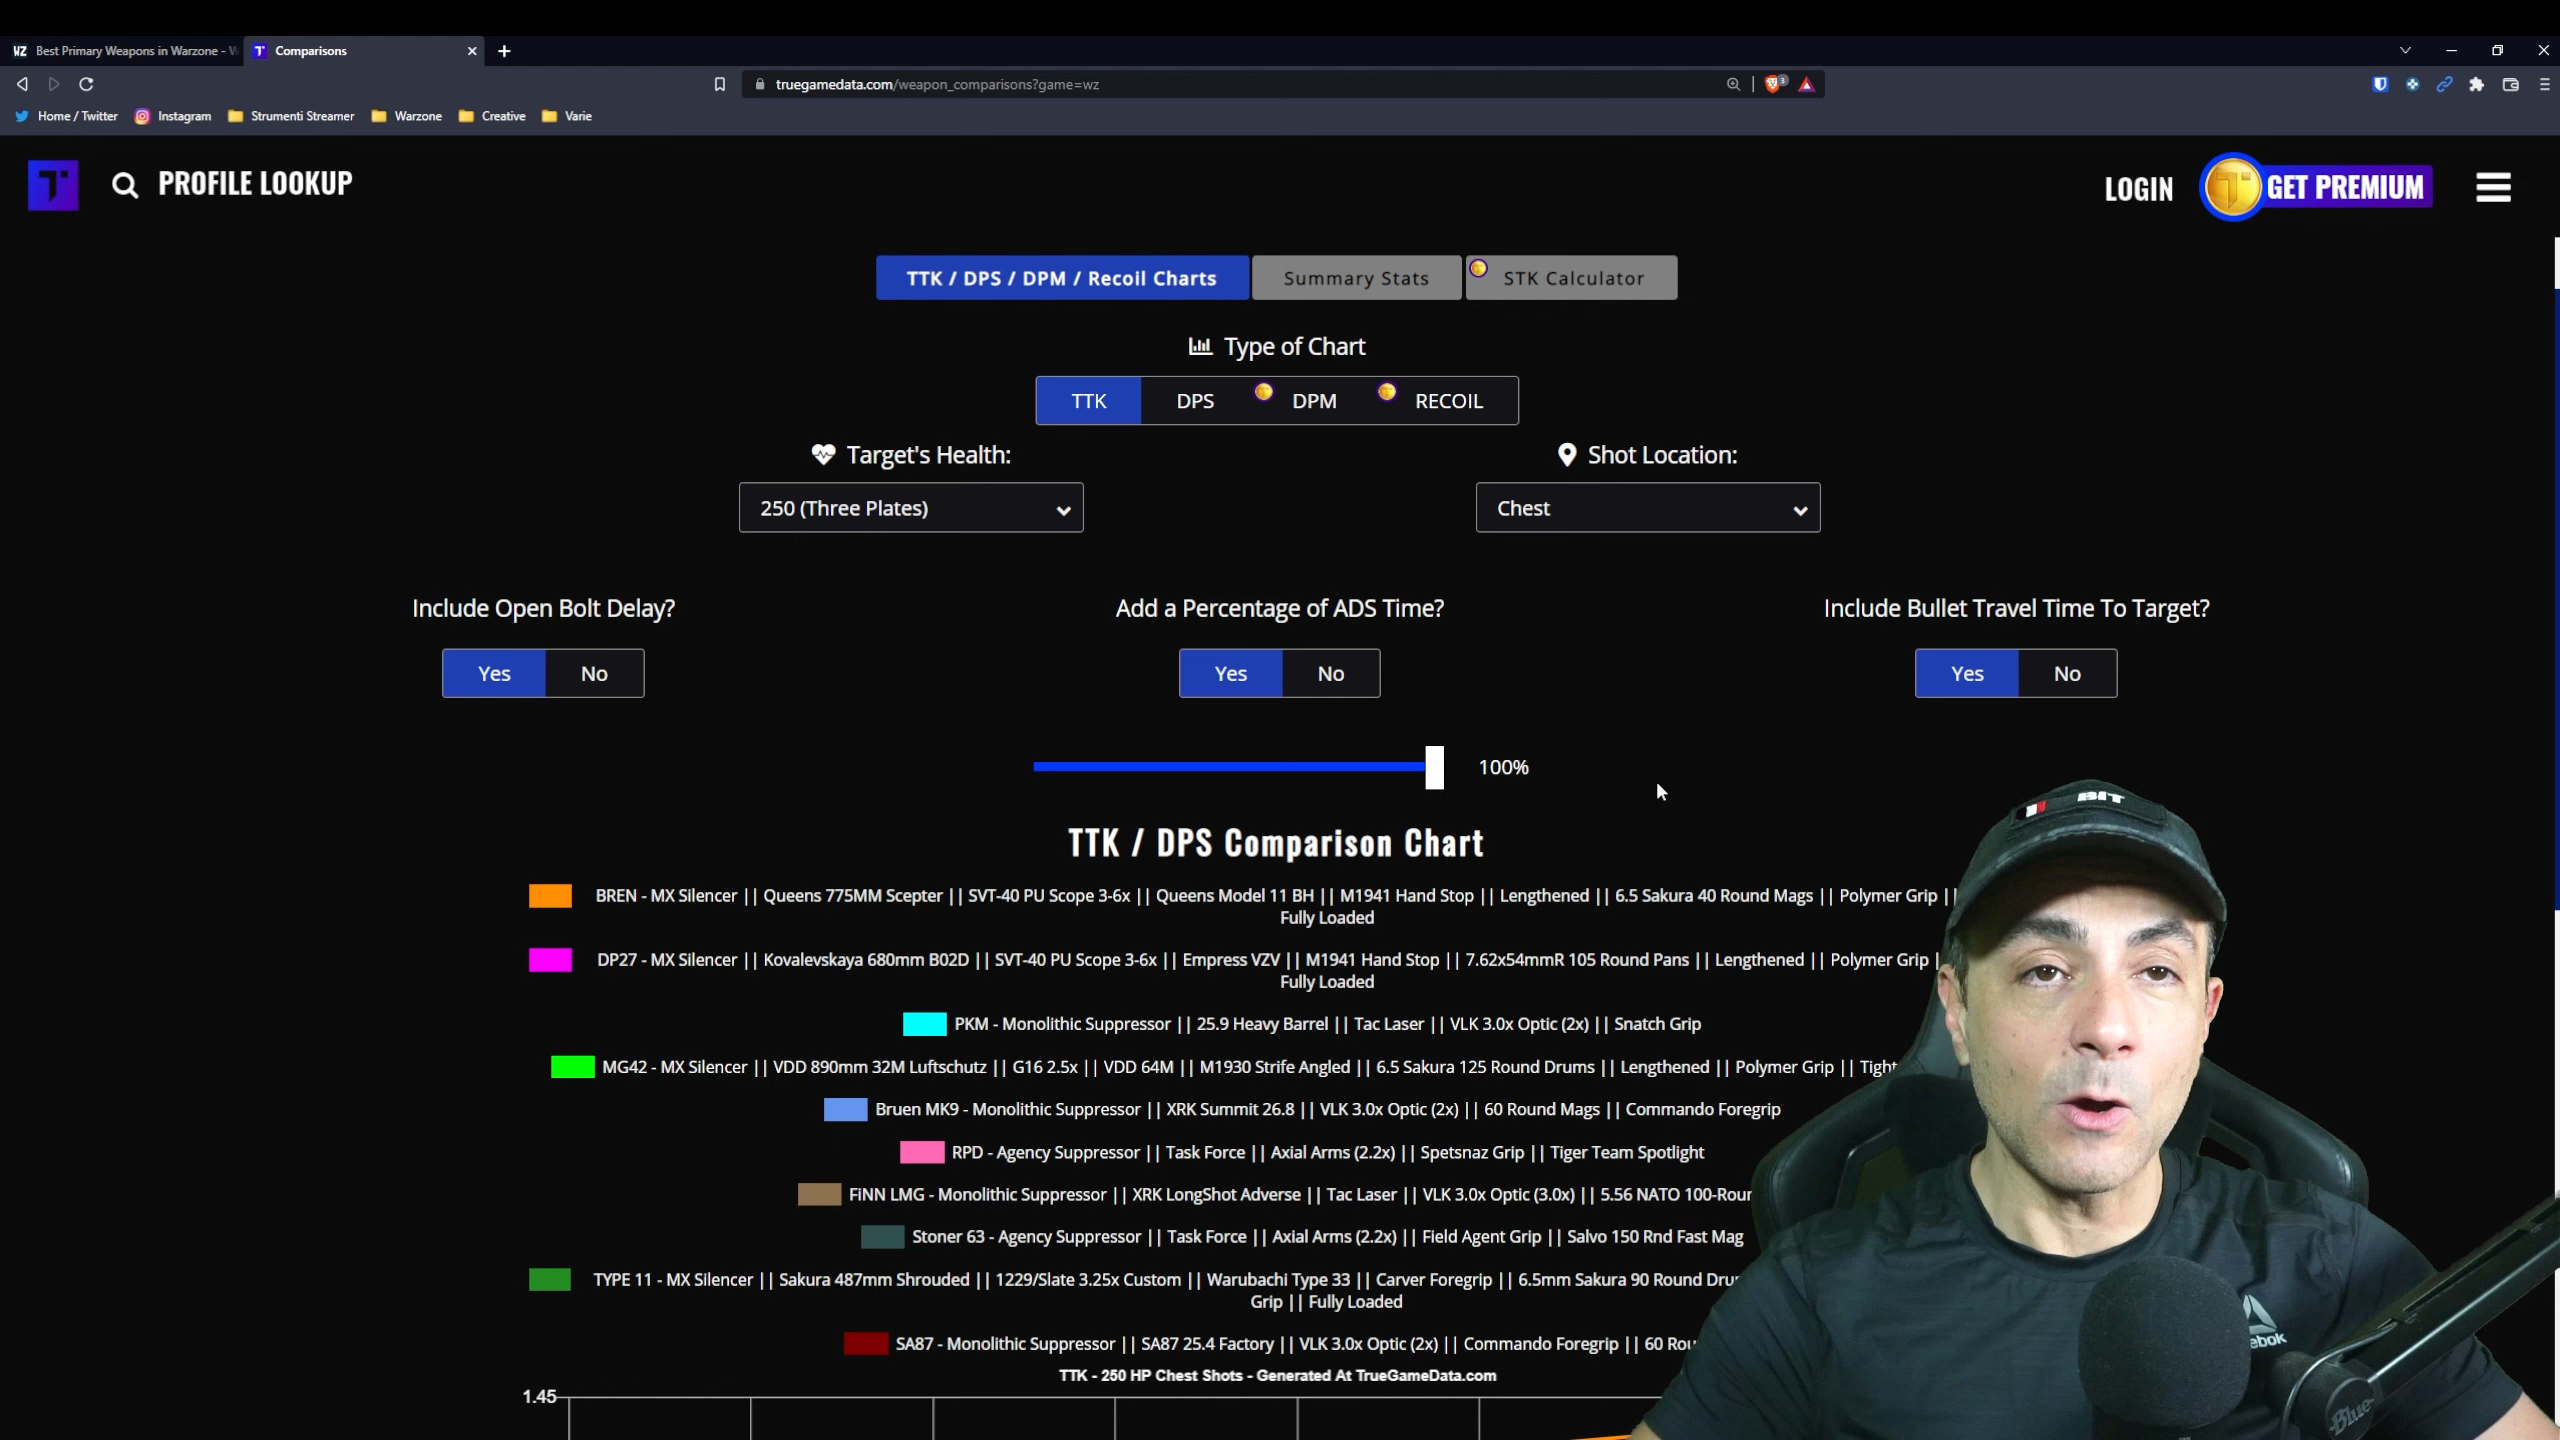 WZ Best Primary Weapons in Warzone - W
Comparisons
truegamedata.com/weapon_comparisons?game=wz
3
Home / Twitter
Instagram
Strumenti Streamer
Warzone
Creative
Varie
PROFILE LOOKUP
LOGIN
GET PREMIUM
TTK / DPS / DPM / Recoil Charts
Summary Stats
STK Calculator
Type of Chart
TTK
DPS
DPM
RECOIL
Target's Health:
Shot Location:
250 (Three Plates)
Chest
Include Open Bolt Delay?
Add a Percentage of ADS Time?
Include Bullet Travel Time To Target?
Yes No
Yes No
Yes No
100%
TTK / DPS Comparison Chart
BREN - MX Silencer || Queens 775MM Scepter || SVT-40 PU Scope 3-6x || Queens Model 11 BH || M1941 Hand Stop || Lengthened || 6.5 Sakura 40 Round Mags || Polymer Grip ||
Fully Loaded
DP27 - MX Silencer || Kovalevskaya 680mm B02D || SVT-40 PU Scope 3-6x || Empress VZV || M1941 Hand Stop || 7.62x54mmR 105 Round Pans || Lengthened || Polymer Grip |
Fully Loaded
PKM - Monolithic Suppressor || 25.9 Heavy Barrel || Tac Laser || VLK 3.0x Optic (2x) || Snatch Grip
MG42 - MX Silencer || VDD 890mm 32M Luftschutz || G16 2.5x || VDD 64M || M1930 Strife Angled || 6.5 Sakura 125 Round Drums || Lengthened || Polymer Grip || Tight
Bruen MK9 - Monolithic Suppressor || XRK Summit 26.8 || VLK 3.0x Optic (2x) || 60 Round Mags || Commando Foregrip
RPD - Agency Suppressor || Task Force || Axial Arms (2.2x) || Spetsnaz Grip || Tiger Team Spotlight
FiNN LMG - Monolithic Suppressor || XRK LongShot Adverse || Tac Laser || VLK 3.0x Optic (3.0x) || 5.56 NATO 100-Roun
Stoner 63 - Agency Suppressor || Task Force || Axial Arms (2.2x) || Field Agent Grip || Salvo 150 Rnd Fast Mag
TYPE 11 - MX Silencer || Sakura 487mm Shrouded || 1229/Slate 3.25x Custom || Warubachi Type 33 || Carver Foregrip || 6.5mm Sakura 90 Round Dru
Grip || Fully Loaded
SA87 - Monolithic Suppressor || SA87 25.4 Factory || VLK 3.0x Optic (2x) || Commando Foregrip || 60 Rou
TTK - 250 HP Chest Shots - Generated At TrueGameData.com
1.45
BIT
ebok
Blue